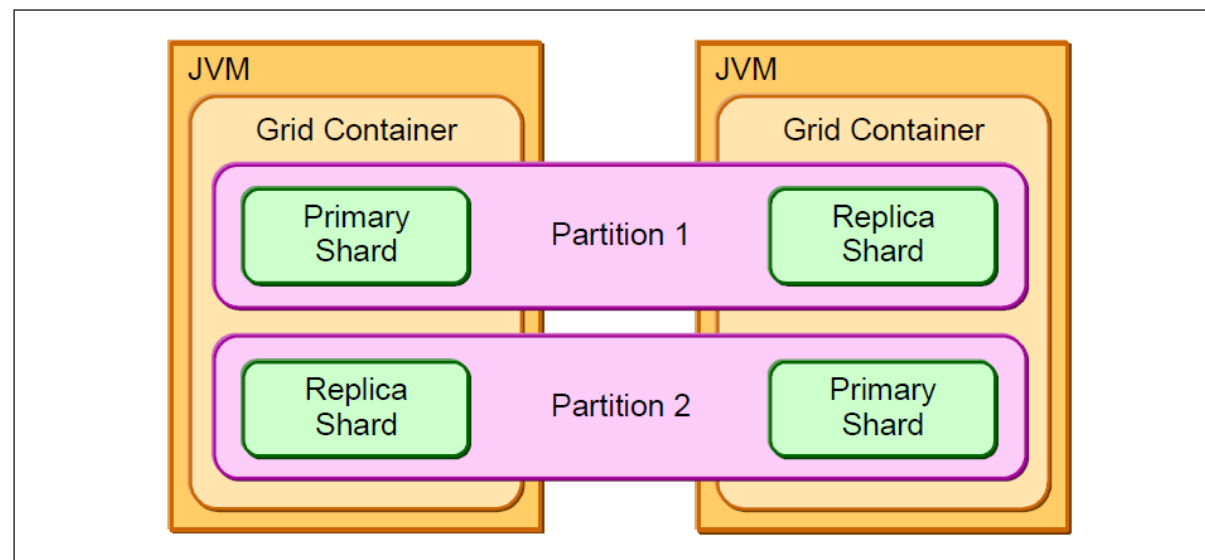 JVM
JVM
Grid Container
Grid Container
Primary
Shard
Partition 1
Replica
Shard
Replica
Shard
Partition 2
Primary
Shard